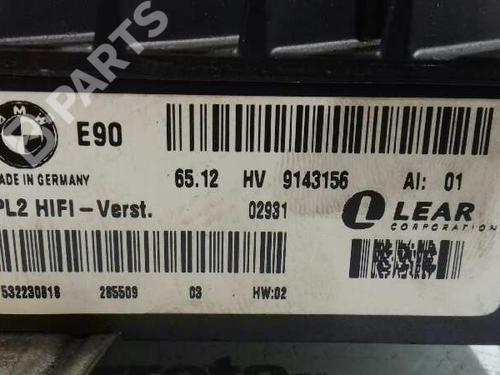 B-PARTS
BMW
E90
MADE IN GERMANY
65.12 HV 9143156 AI: 01
PL2 HIFI-Verst. 02931
LEAR
CORPORATION
532230818 285509 03 HW:02